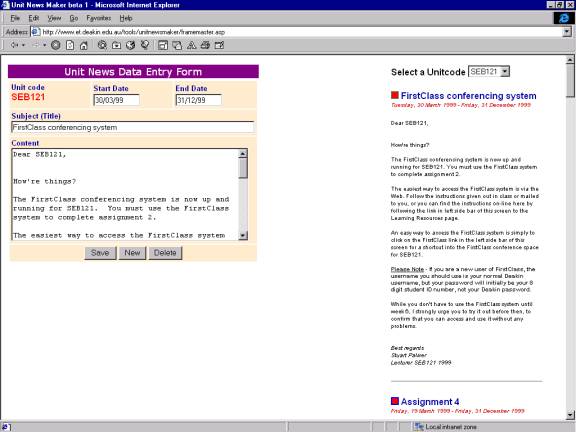 Unit News Maker beta 1 - Microsoft Internet Explorer
File Edit View Go Favorites Help
Address http://www.et.deakin.edu.au/tools/unitnewsmaker/framemaster.asp
Unit News Data Entry Form
Unit code Start Date End Date
SEB121 30/03/99 31/12/99
Subject (Title)
FirstClass conferencing system
Content
Dear SEB121,
How're things?
The FirstClass conferencing system is now up and
running for SEB121. You must use the FirstClass
system to complete assignment 2.
The easiest way to access the FirstClass system
Save New Delete
Select a Unitcode SEB121
FirstClass conferencing system
Tuesday, 30 March 1999 - Friday, 31 December 1999
Dear SEB121,
How're things?
The FirstClass conferencing system is now up and
running for SEB121. You must use the FirstClass system
to complete assignment 2.
The easiest way to access the FirstClass system is via the
Web. Follow the instructions given out in class or mailed
to you, or you can find the instructions on-line here by
following the link in left side bar of this screen to the
Learning Resources page.
An easy way to access the FirstClass system is simply to
click on the FirstClass link in the left side bar of this
screen for a shortcut into the FirstClass conference space
for SEB121.
Please Note - If you are a new user of FirstClass, the
username you should use is your normal Deakin
username, but your password will initially be your 8
digit student ID number, not your Deakin password.
While you don't have to use the FirstClass system until
week 5, I strongly urge you to try it out before then, to
confirm that you can access and use it without any
problems.
Best regards
Stuart Palmer
Lecturer SEB121 1999
Assignment 4
Friday, 19 March 1999 - Friday, 31 December 1999
Local intranet zone